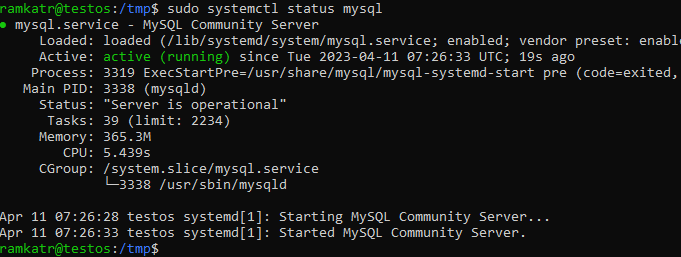 ramkatr@testos:/tmp$ sudo systemctl status mysql
● mysql.service - MySQL Community Server
     Loaded: loaded (/lib/systemd/system/mysql.service; enabled; vendor preset: enabl
     Active: active (running) since Tue 2023-04-11 07:26:33 UTC; 19s ago
    Process: 3319 ExecStartPre=/usr/share/mysql/mysql-systemd-start pre (code=exited,
   Main PID: 3338 (mysqld)
     Status: "Server is operational"
      Tasks: 39 (limit: 2234)
     Memory: 365.3M
        CPU: 5.439s
     CGroup: /system.slice/mysql.service
             └─3338 /usr/sbin/mysqld
Apr 11 07:26:28 testos systemd[1]: Starting MySQL Community Server...
Apr 11 07:26:33 testos systemd[1]: Started MySQL Community Server.
ramkatr@testos:/tmp$